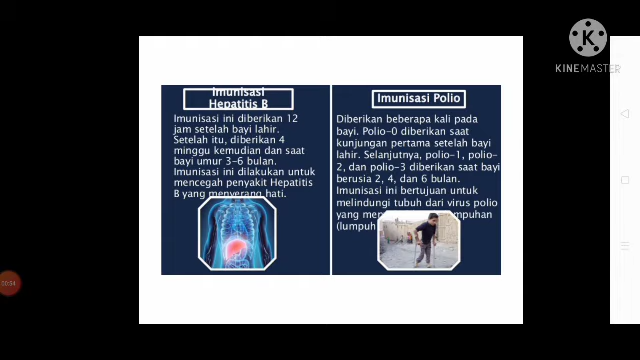 KINEMASTER
Imunisasi
Hepatitis B
Imunisasi ini diberikan 12
jam setelah bayi lahir.
Setelah itu, diberikan 4
minggu kemudian dan saat
bayi umur 3-6 bulan.
Imunisasi ini dilakukan untuk
mencegah penyakit Hepatitis
B yang menyerang hati.
Imunisasi Polio
Diberikan beberapa kali pada
bayi. Polio-0 diberikan saat
kunjungan pertama setelah bayi
lahir. Selanjutnya, polio-1, polio-
2, dan polio-3 diberikan saat bayi
berusia 2, 4, dan 6 bulan.
Imunisasi ini bertujuan untuk
melindungi tubuh dari virus polio
yang
(lumpuh
00:54